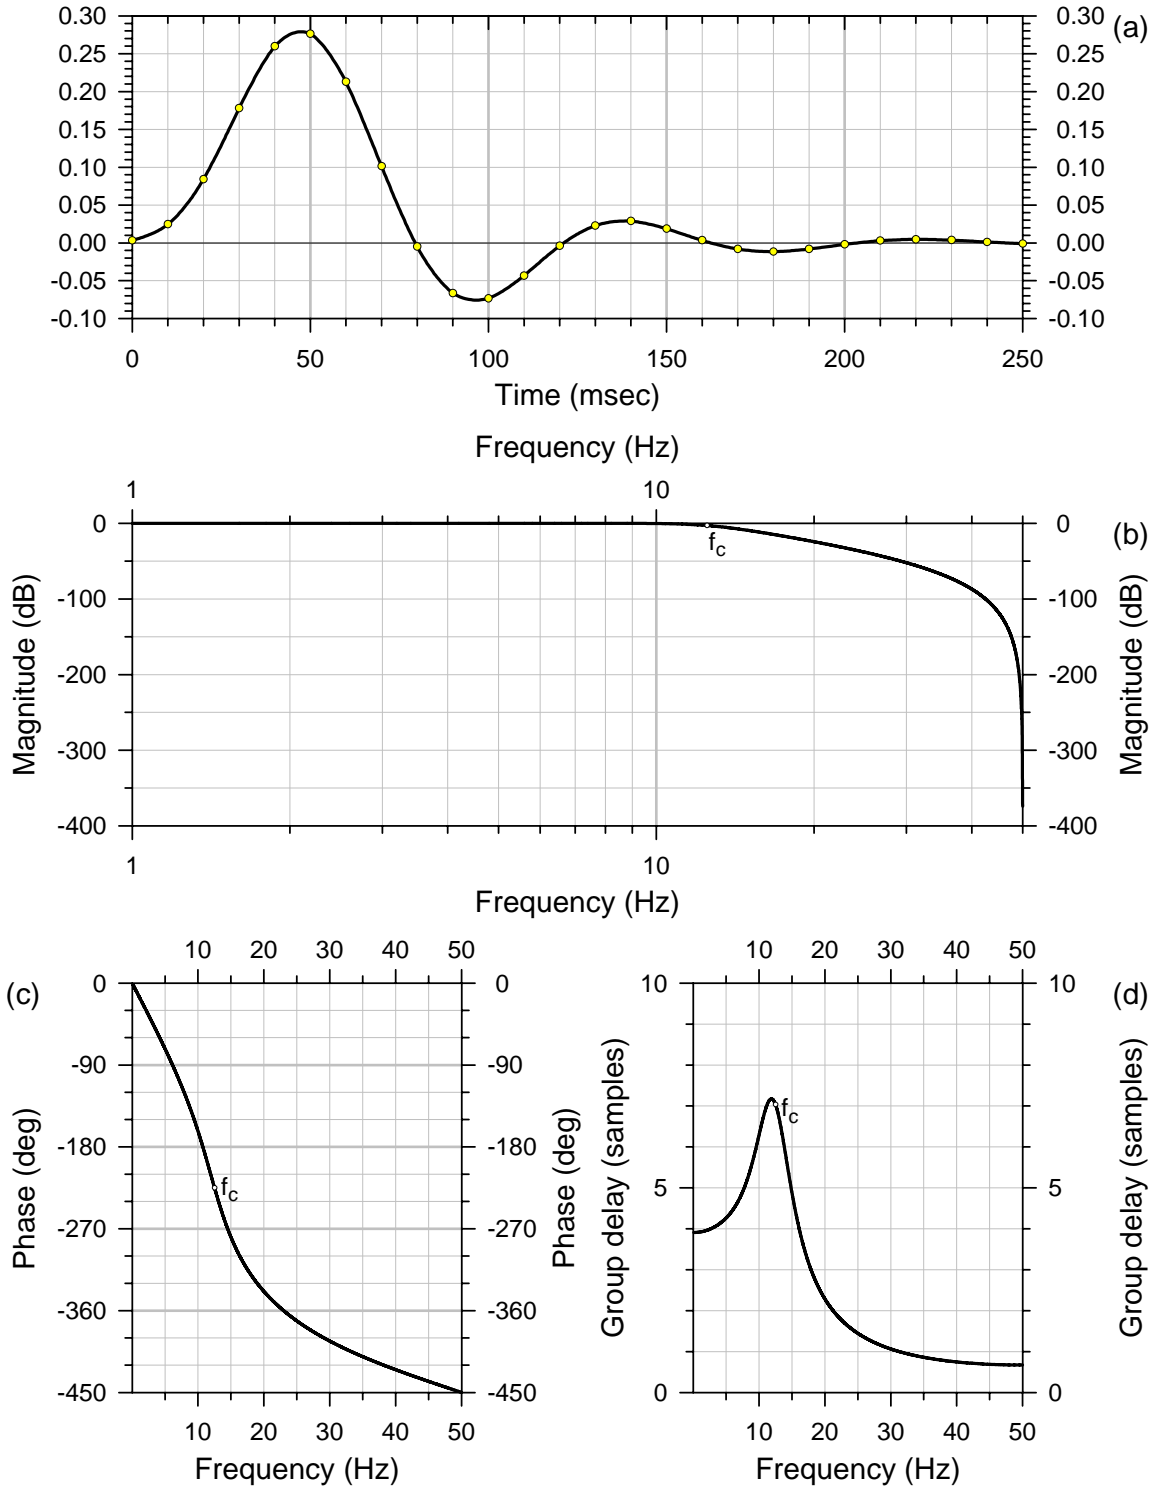 0.30 0.30 (a)
0.25 0.25
0.20 0.20
0.15 0.15
0.10 0.10
0.05 0.05
0.00 0.00
-0.05 -0.05
-0.10 -0.10
0 50 100 150 200 250
Time (msec)
Frequency (Hz)
1 10
0 0 (b)
fc
-100 -100
-200 -200
-300 -300
-400 -400
Magnitude (dB)
Magnitude (dB)
1 10
Frequency (Hz)
10 20 30 40 50
(c)
0 0
-90 -90
-180 -180
fc
-270 -270
-360 -360
-450 -450
Phase (deg)
Phase (deg)
10 20 30 40 50
Frequency (Hz)
10 20 30 40 50
10 10 (d)
fc
5 5
0 0
Group delay (samples)
Group delay (samples)
10 20 30 40 50
Frequency (Hz)